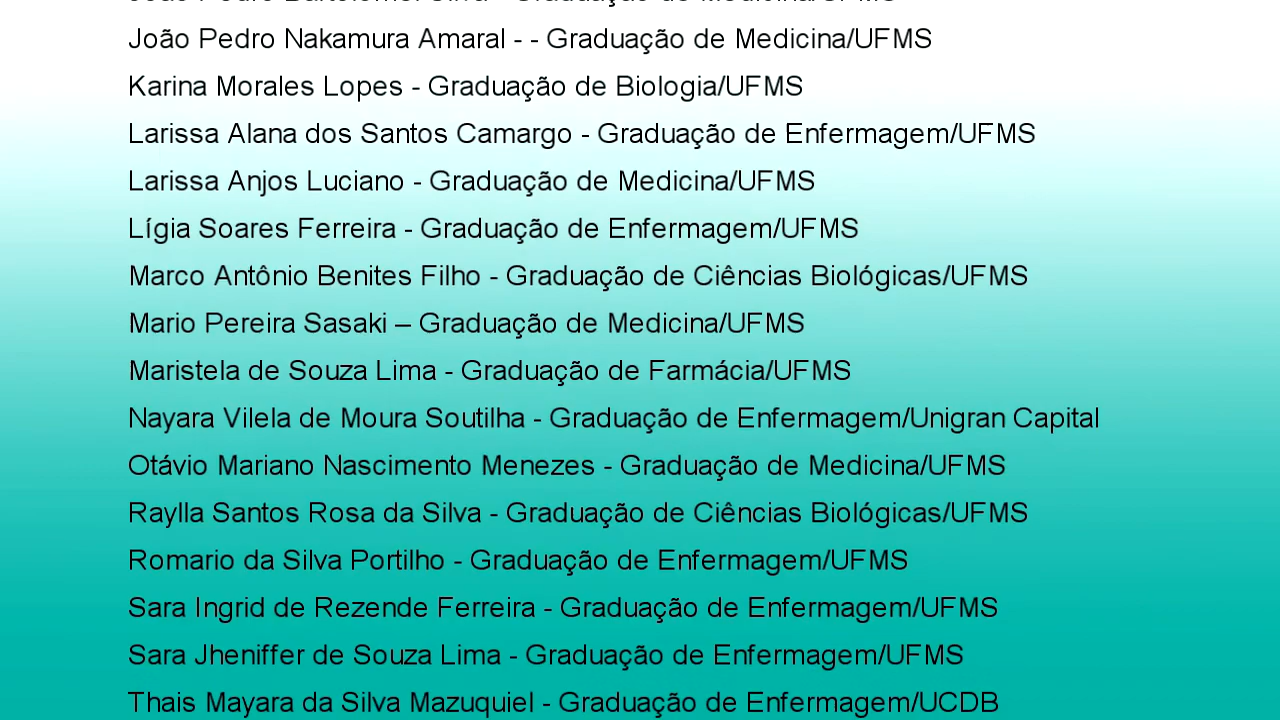 João Pedro Nakamura Amaral - - Graduação de Medicina/UFMS
Karina Morales Lopes - Graduação de Biologia/UFMS
Larissa Alana dos Santos Camargo - Graduação de Enfermagem/UFMS
Larissa Anjos Luciano - Graduação de Medicina/UFMS
Lígia Soares Ferreira - Graduação de Enfermagem/UFMS
Marco Antônio Benites Filho - Graduação de Ciências Biológicas/UFMS
Mario Pereira Sasaki – Graduação de Medicina/UFMS
Maristela de Souza Lima - Graduação de Farmácia/UFMS
Nayara Vilela de Moura Soutilha - Graduação de Enfermagem/Unigran Capital
Otávio Mariano Nascimento Menezes - Graduação de Medicina/UFMS
Raylla Santos Rosa da Silva - Graduação de Ciências Biológicas/UFMS
Romario da Silva Portilho - Graduação de Enfermagem/UFMS
Sara Ingrid de Rezende Ferreira - Graduação de Enfermagem/UFMS
Sara Jheniffer de Souza Lima - Graduação de Enfermagem/UFMS
Thais Mayara da Silva Mazuquiel - Graduação de Enfermagem/UCDB